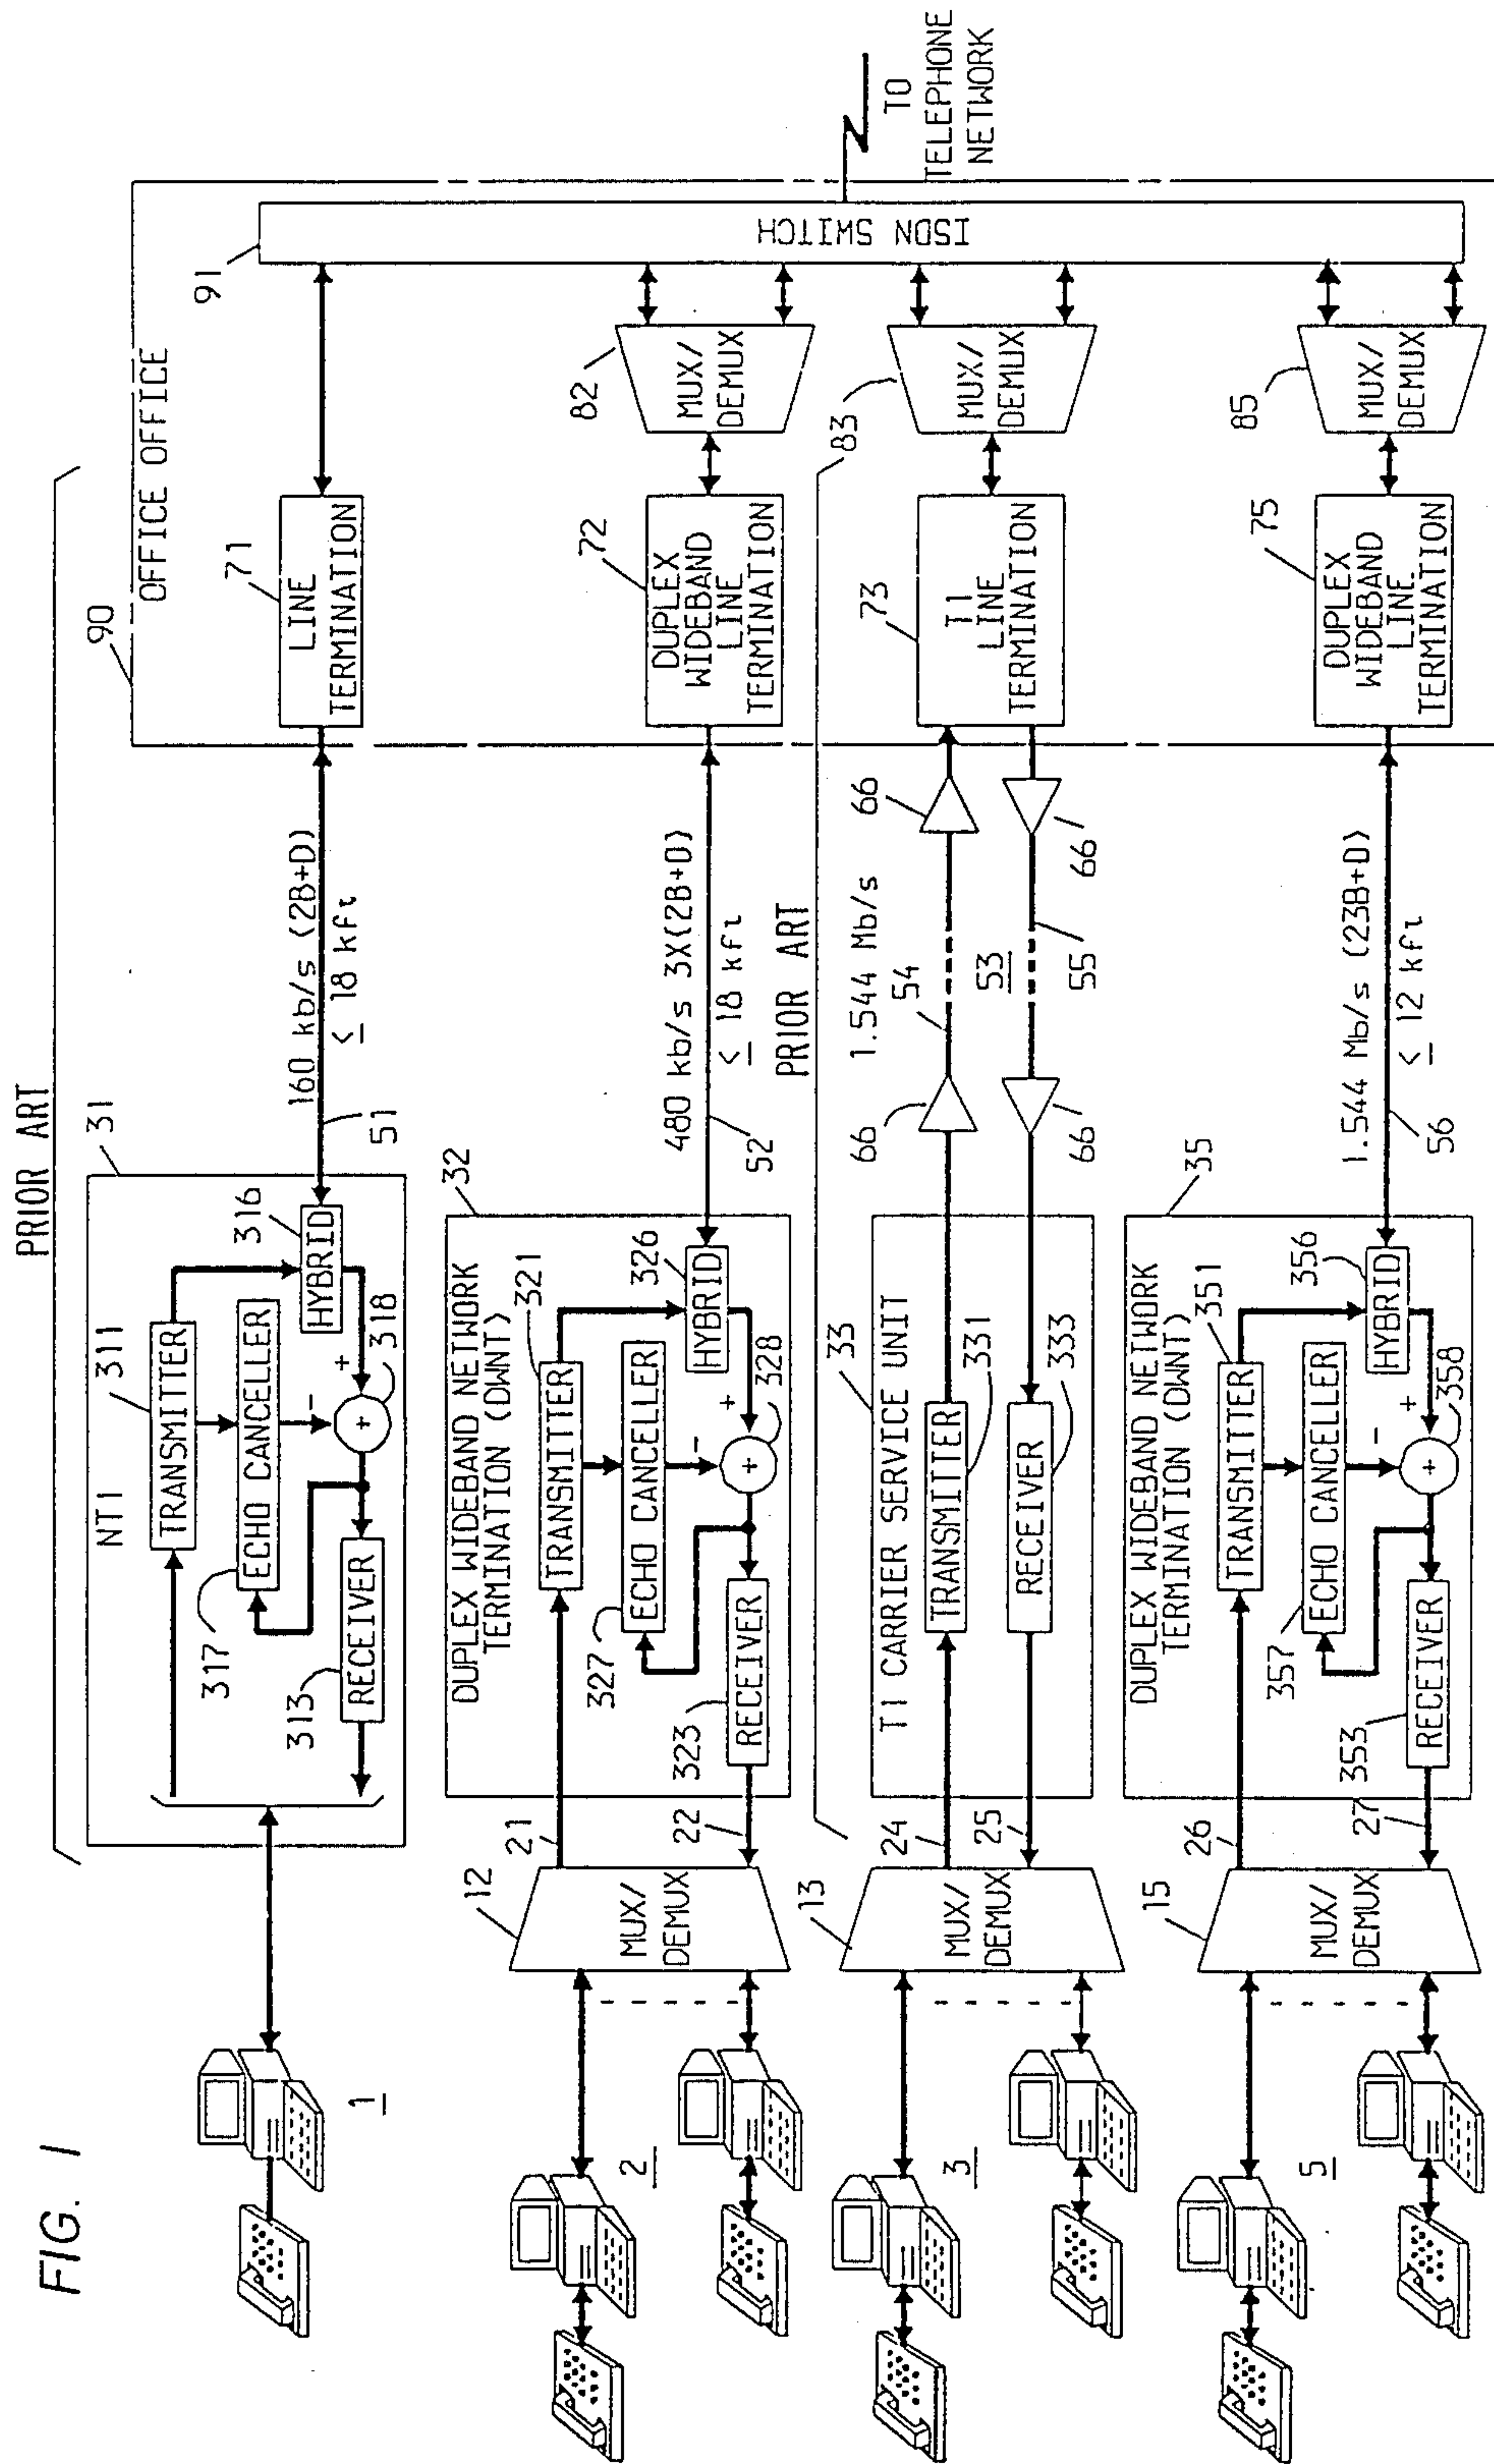 FIG. 1
PRIOR ART
1
NT1
31
TRANSMITTER
311
ECHO CANCELLER
317
HYBRID
316
RECEIVER
313
318
+
-
+
160 kb/s (2B+D)
≤ 18 kft
51
90
OFFICE OFFICE
LINE
TERMINATION
71
91
ISDN SWITCH
TO
TELEPHONE
NETWORK
2
12
MUX/
DEMUX
21
22
32
DUPLEX WIDEBAND NETWORK
TERMINATION (DWNT)
TRANSMITTER
321
ECHO CANCELLER
327
HYBRID
326
RECEIVER
323
328
+
-
+
480 kb/s 3X(2B+D)
≤ 18 kft
52
DUPLEX
WIDEBAND
LINE
TERMINATION
72
82
MUX/
DEMUX
PRIOR ART
3
13
MUX/
DEMUX
24
25
33
T1 CARRIER SERVICE UNIT
TRANSMITTER
331
RECEIVER
333
66
66
1.544 Mb/s
54
53
55
66
66
T1
LINE
TERMINATION
73
83
MUX/
DEMUX
5
15
MUX/
DEMUX
26
27
35
DUPLEX WIDEBAND NETWORK
TERMINATION (DWNT)
TRANSMITTER
351
ECHO CANCELLER
357
HYBRID
356
RECEIVER
353
358
+
-
+
1.544 Mb/s (23B+D)
≤ 12 kft
56
DUPLEX
WIDEBAND
LINE
TERMINATION
75
85
MUX/
DEMUX